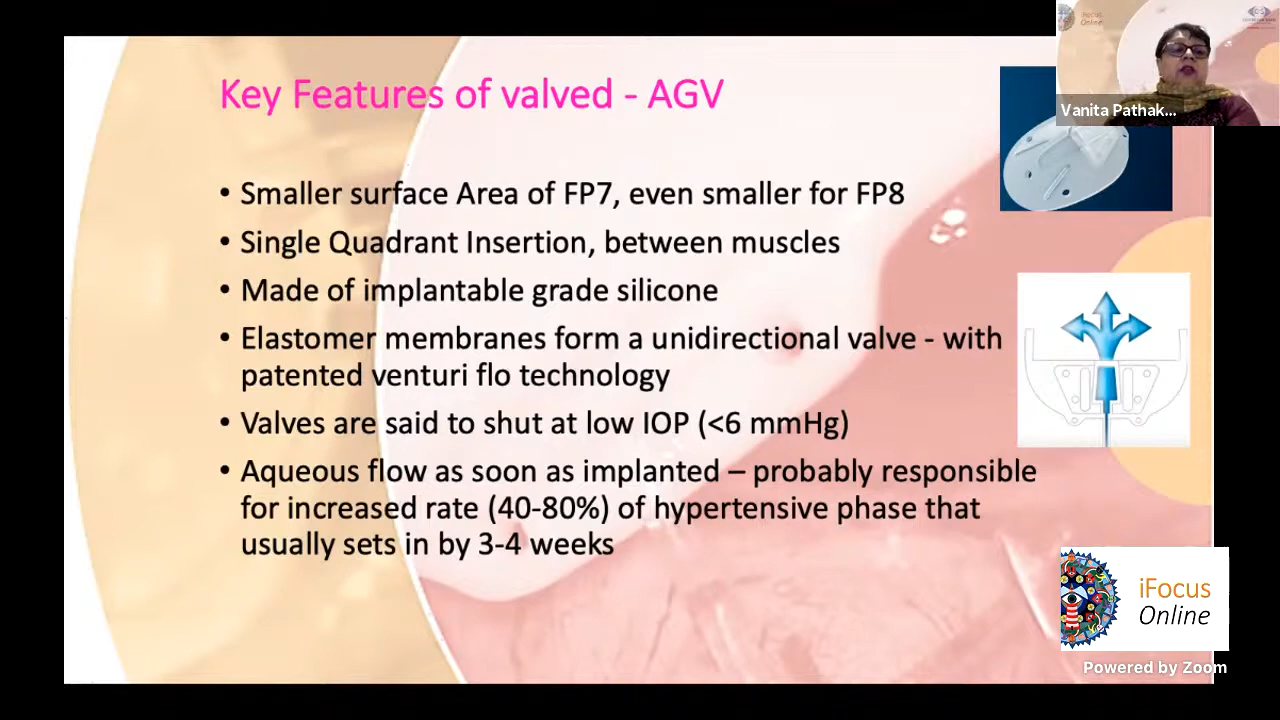 Key Features of valved - AGV
• Smaller surface Area of FP7, even smaller for FP8
• Single Quadrant Insertion, between muscles
• Made of implantable grade silicone
• Elastomer membranes form a unidirectional valve - with
patented venturi flo technology
• Valves are said to shut at low IOP (<6 mmHg)
• Aqueous flow as soon as implanted – probably responsible
for increased rate (40-80%) of hypertensive phase that
usually sets in by 3-4 weeks
iFocus
Online
Vanita Pathak...
iFocus
Online
Powered by Zoom